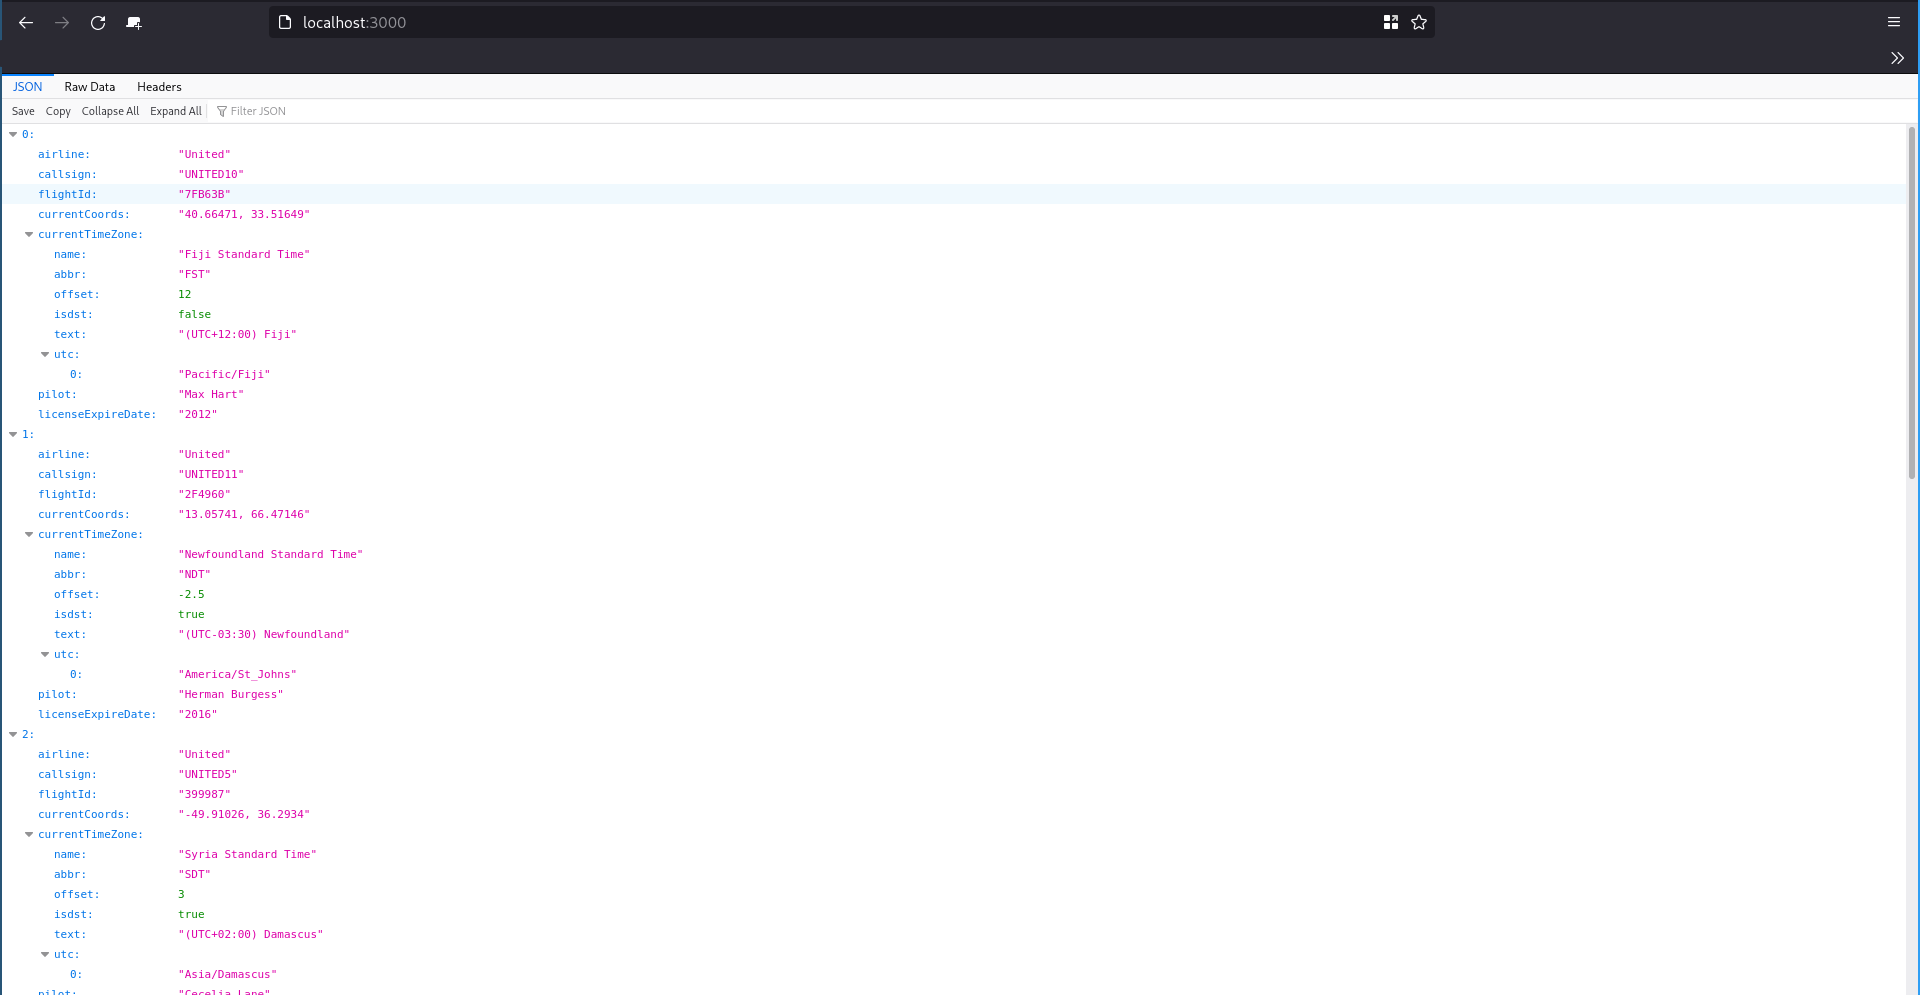 localhost:3000
JSON Raw Data Headers
Save Copy Collapse All Expand All Filter JSON
0:
airline: "United"
callsign: "UNITED10"
flightId: "7FB63B"
currentCoords: "40.66471, 33.51649"
currentTimeZone:
name: "Fiji Standard Time"
abbr: "FST"
offset: 12
isdst: false
text: "(UTC+12:00) Fiji"
utc:
0: "Pacific/Fiji"
pilot: "Max Hart"
licenseExpireDate: "2012"
1:
airline: "United"
callsign: "UNITED11"
flightId: "2F4960"
currentCoords: "13.05741, 66.47146"
currentTimeZone:
name: "Newfoundland Standard Time"
abbr: "NDT"
offset: -2.5
isdst: true
text: "(UTC-03:30) Newfoundland"
utc:
0: "America/St_Johns"
pilot: "Herman Burgess"
licenseExpireDate: "2016"
2:
airline: "United"
callsign: "UNITED5"
flightId: "399987"
currentCoords: "-49.91026, 36.2934"
currentTimeZone:
name: "Syria Standard Time"
abbr: "SDT"
offset: 3
isdst: true
text: "(UTC+02:00) Damascus"
utc:
0: "Asia/Damascus"
pilot: "Cecelia Lane"